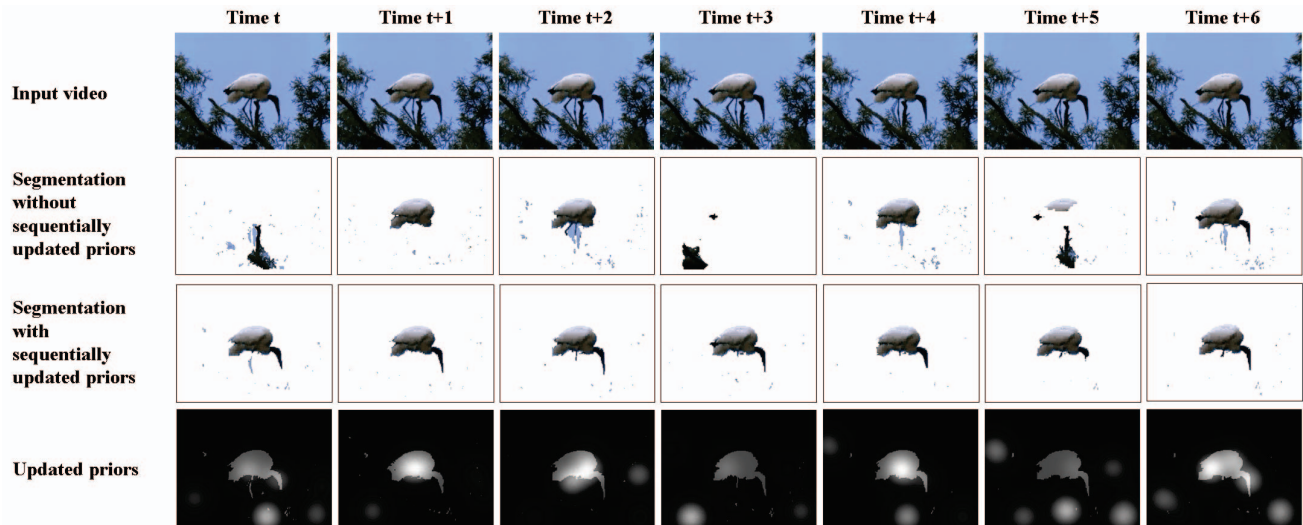 Time t Time t+1 Time t+2 Time t+3 Time t+4 Time t+5 Time t+6
Input video
Segmentation
without
sequentially
updated priors
Segmentation
with
sequentially
updated priors
Updated priors